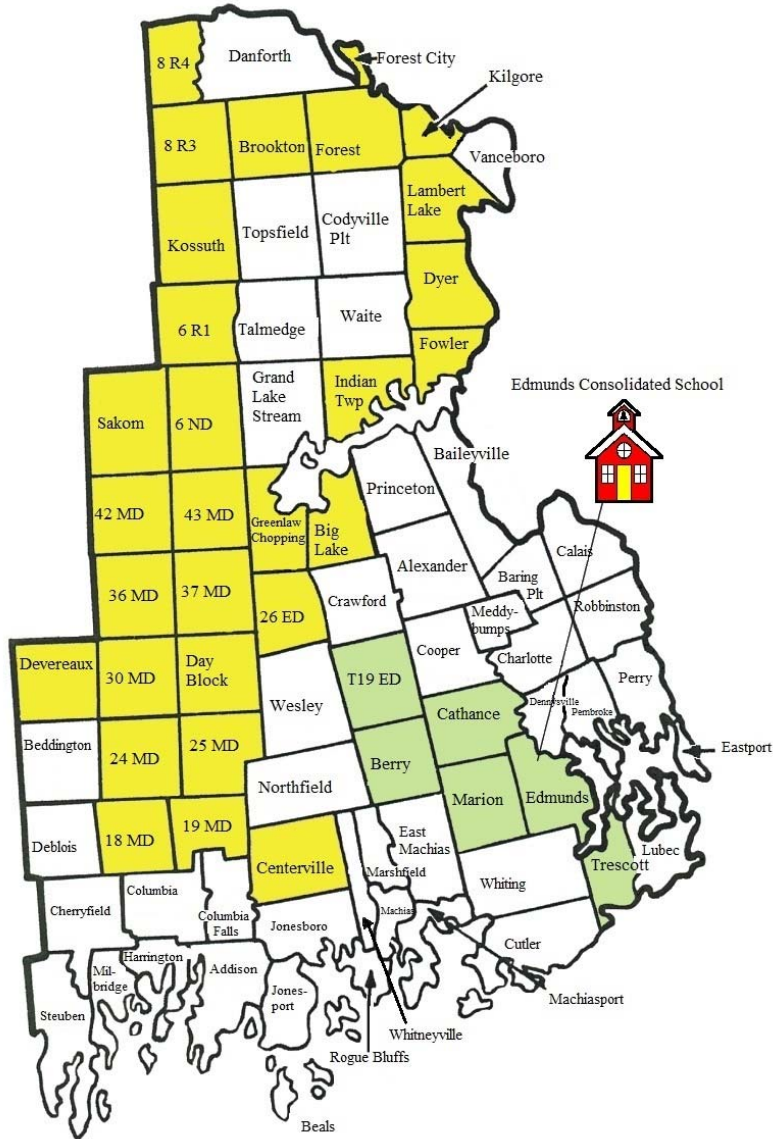 8 R4
Danforth
Forest City
Kilgore
8 R3
Brookton
Forest
Vanceboro
Lambert
Lake
Kossuth
Topsfield
Codyville
Plt
Dyer
6 R1
Talmedge
Waite
Fowler
Sakom
6 ND
Grand
Lake
Stream
Indian
Twp
Edmunds Consolidated School
Baileyville
Princeton
42 MD
43 MD
Greenlaw
Chopping
Big
Lake
Alexander
Calais
Baring
Plt
36 MD
37 MD
26 ED
Crawford
Meddy-
bumps
Robbinston
Cooper
Charlotte
Devereaux
30 MD
Day
Block
Wesley
T19 ED
Cathance
Dennysville
Pembroke
Perry
Beddington
24 MD
25 MD
Berry
Eastport
Northfield
Marion
Edmunds
Deblois
18 MD
19 MD
Centerville
East
Machias
Marshfield
Whiting
Trescott
Lubec
Cherryfield
Columbia
Columbia
Falls
Jonesboro
Machias
Cutler
Harrington
Mil-
bridge
Addison
Jones-
port
Steuben
Machiasport
Whitneyville
Rogue Bluffs
Beals